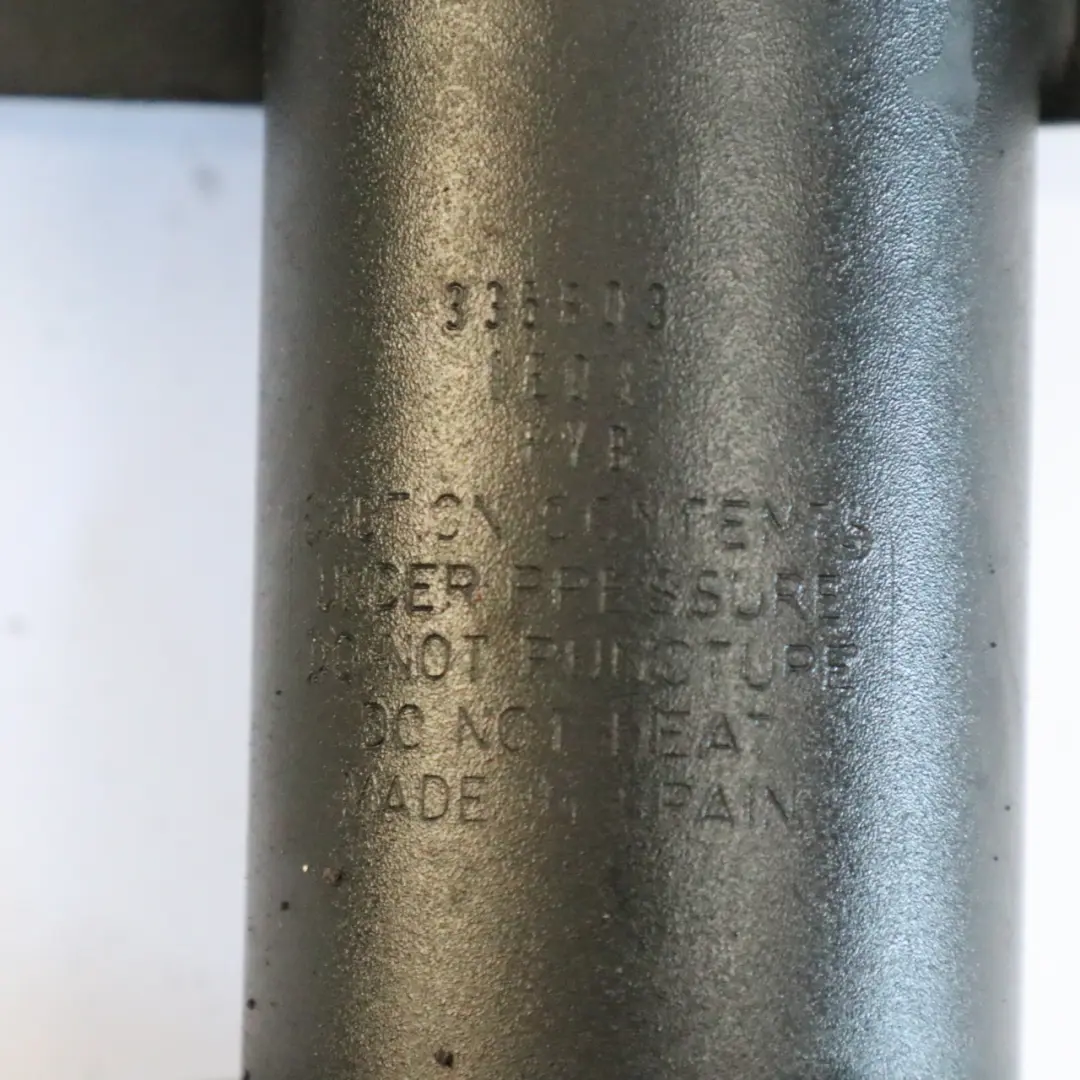 KYB
CAUTION CONTENTS
UNDER PRESSURE
DO NOT PUNCTURE
DO NOT HEAT
MADE IN SPAIN